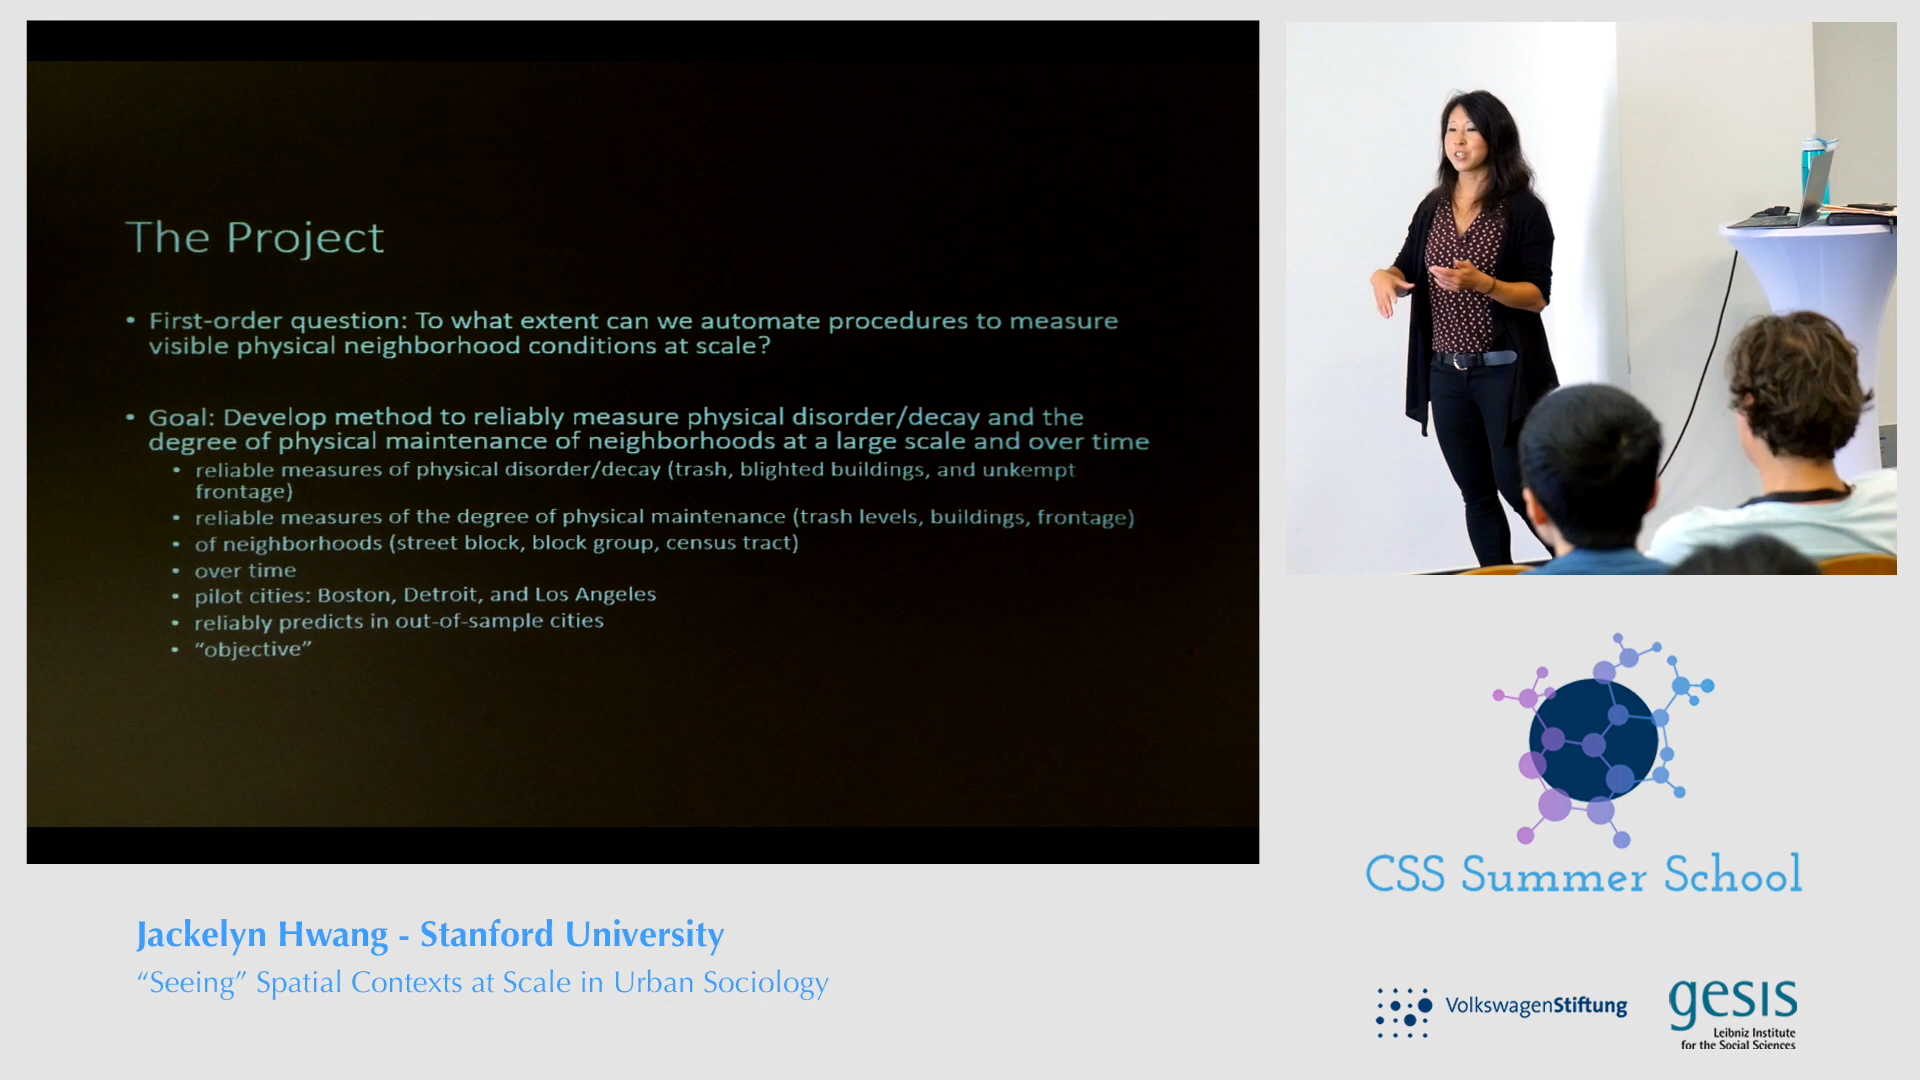 The Project
• First-order question: To what extent can we automate procedures to measure
visible physical neighborhood conditions at scale?
• Goal: Develop method to reliably measure physical disorder/decay and the
degree of physical maintenance of neighborhoods at a large scale and over time
• reliable measures of physical disorder/decay (trash, blighted buildings, and unkempt
frontage)
• reliable measures of the degree of physical maintenance (trash levels, buildings, frontage)
• of neighborhoods (street block, block group, census tract)
• over time
• pilot cities: Boston, Detroit, and Los Angeles
• reliably predicts in out-of-sample cities
• “objective”
Jackelyn Hwang - Stanford University
“Seeing” Spatial Contexts at Scale in Urban Sociology
CSS Summer School
VolkswagenStiftung
gesis
Leibniz Institute
for the Social Sciences